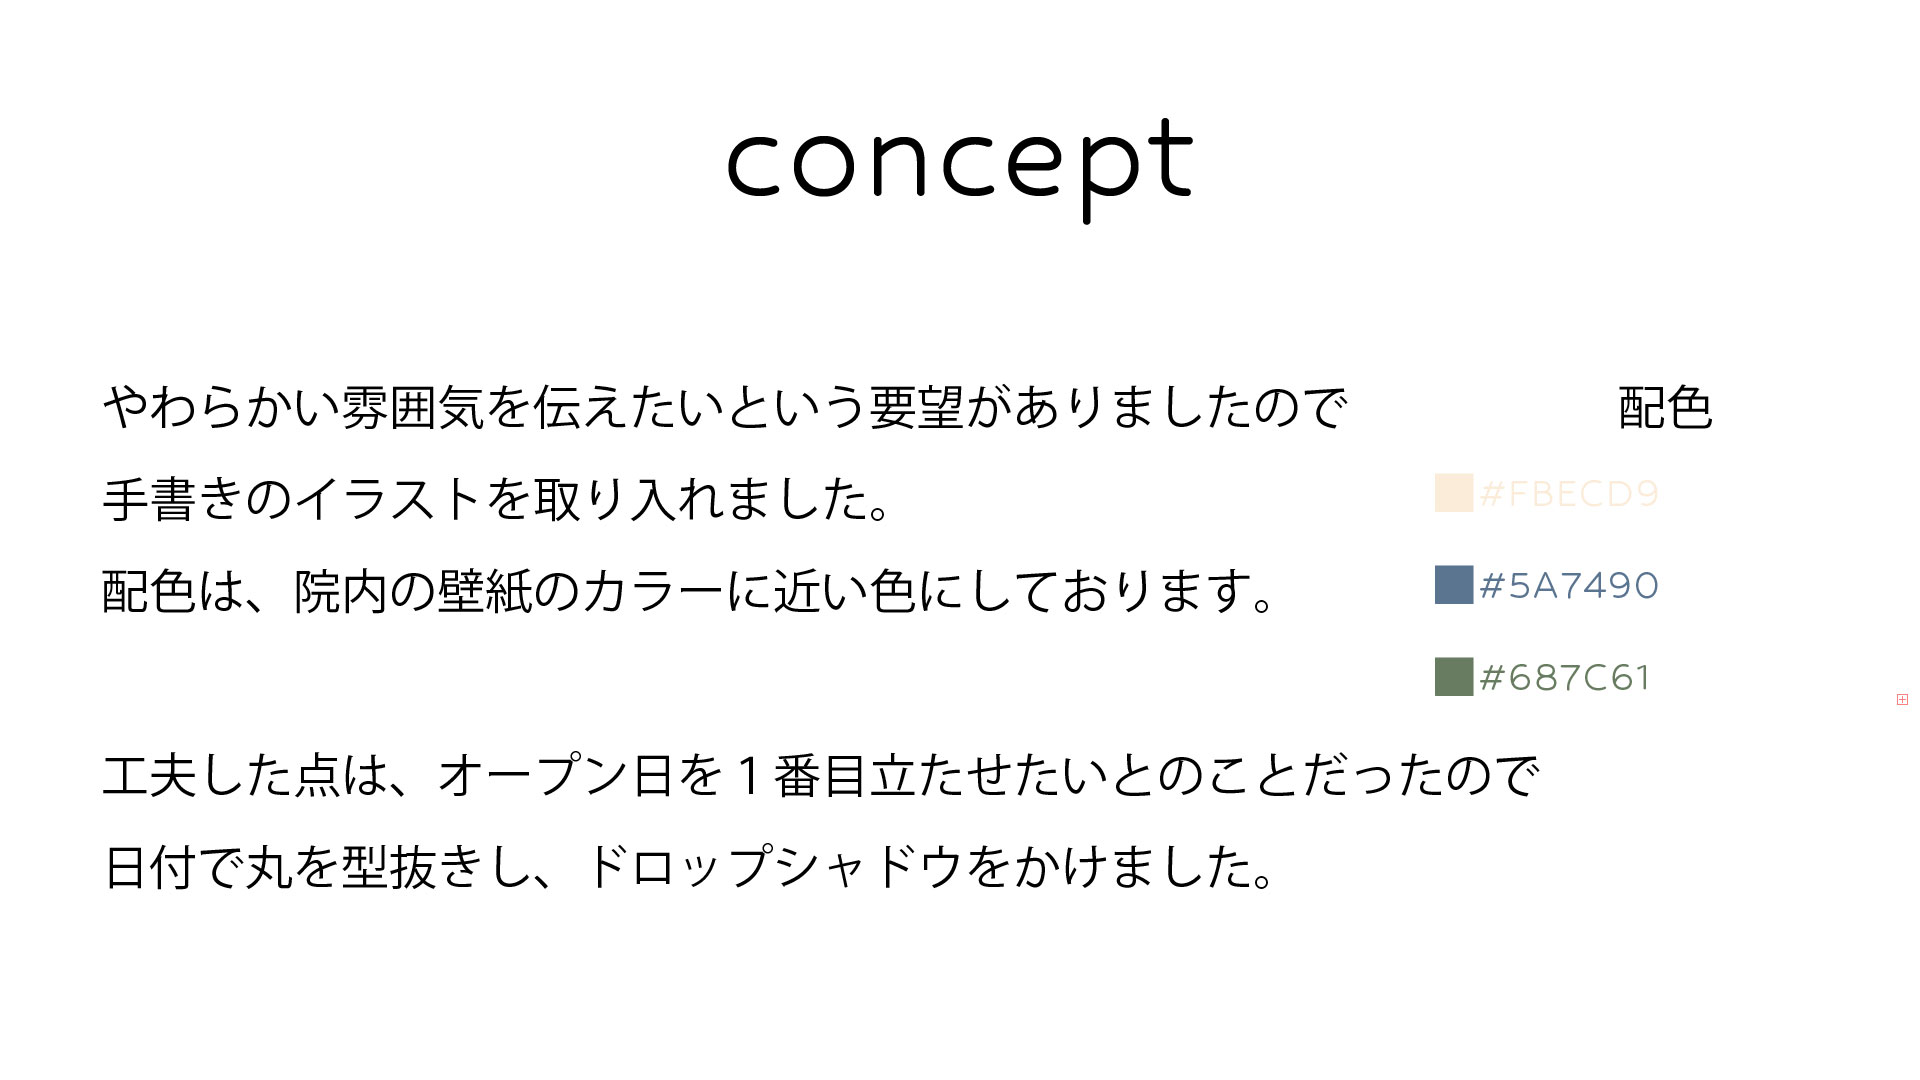 concept
やわらかい雰囲気を伝えたいという要望がありましたので
手書きのイラストを取り入れました。
配色は、院内の壁紙のカラーに近い色にしております。
工夫した点は、オープン日を１番目立たせたいとのことだったので
日付で丸を型抜きし、ドロップシャドウをかけました。
配色
#FBECD9
#5A7490
#687C61